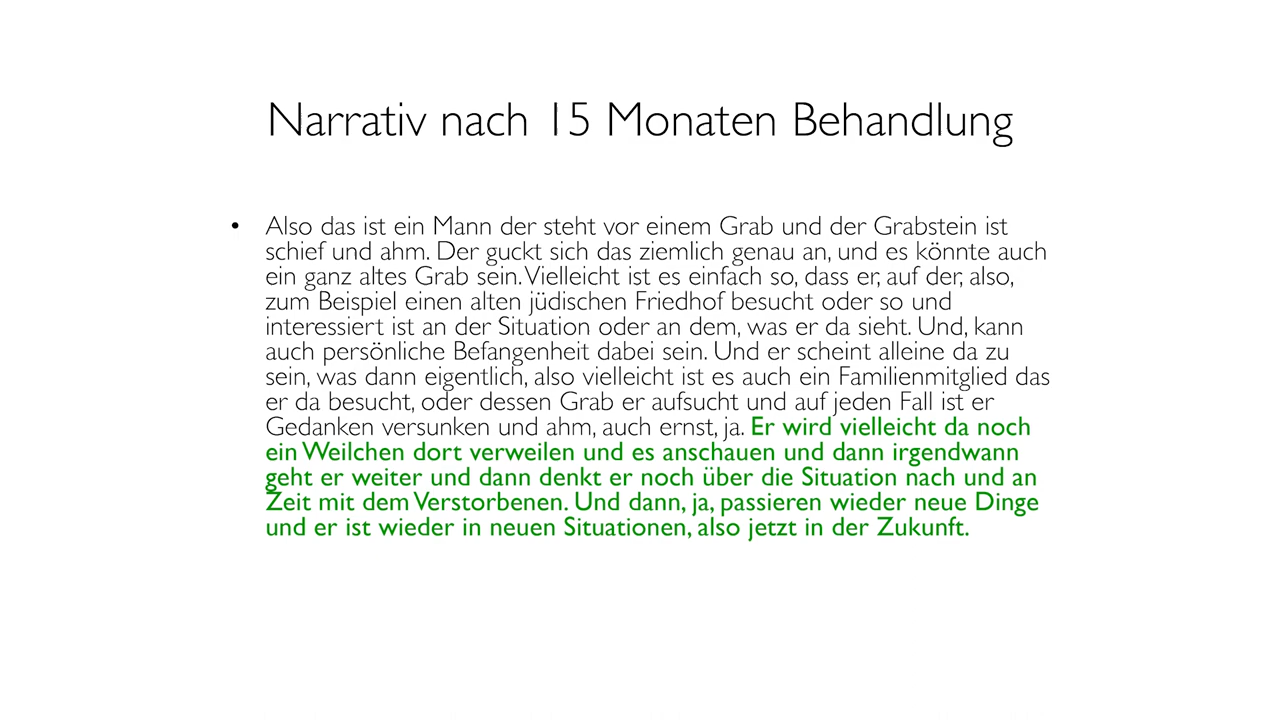 Narrativ nach 15 Monaten Behandlung
• Also das ist ein Mann der steht vor einem Grab und der Grabstein ist
schief und ahm. Der guckt sich das ziemlich genau an, und es könnte auch
ein ganz altes Grab sein. Vielleicht ist es einfach so, dass er, auf der, also,
zum Beispiel einen alten jüdischen Friedhof besucht oder so und
interessiert ist an der Situation oder an dem, was er da sieht. Und, kann
auch persönliche Befangenheit dabei sein. Und er scheint alleine da zu
sein, was dann eigentlich, also vielleicht ist es auch ein Familienmitglied das
er da besucht, oder dessen Grab er aufsucht und auf jeden Fall ist er
Gedanken versunken und ahm, auch ernst, ja. Er wird vielleicht da noch
ein Weilchen dort verweilen und es anschauen und dann irgendwann
geht er weiter und dann denkt er noch über die Situation nach und an
Zeit mit dem Verstorbenen. Und dann, ja, passieren wieder neue Dinge
und er ist wieder in neuen Situationen, also jetzt in der Zukunft.